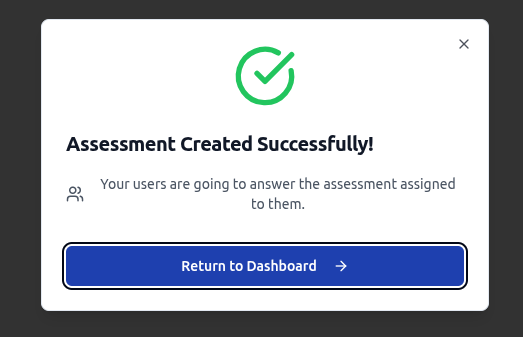 Assessment Created Successfully!
Your users are going to answer the assessment assigned
to them.
Return to Dashboard